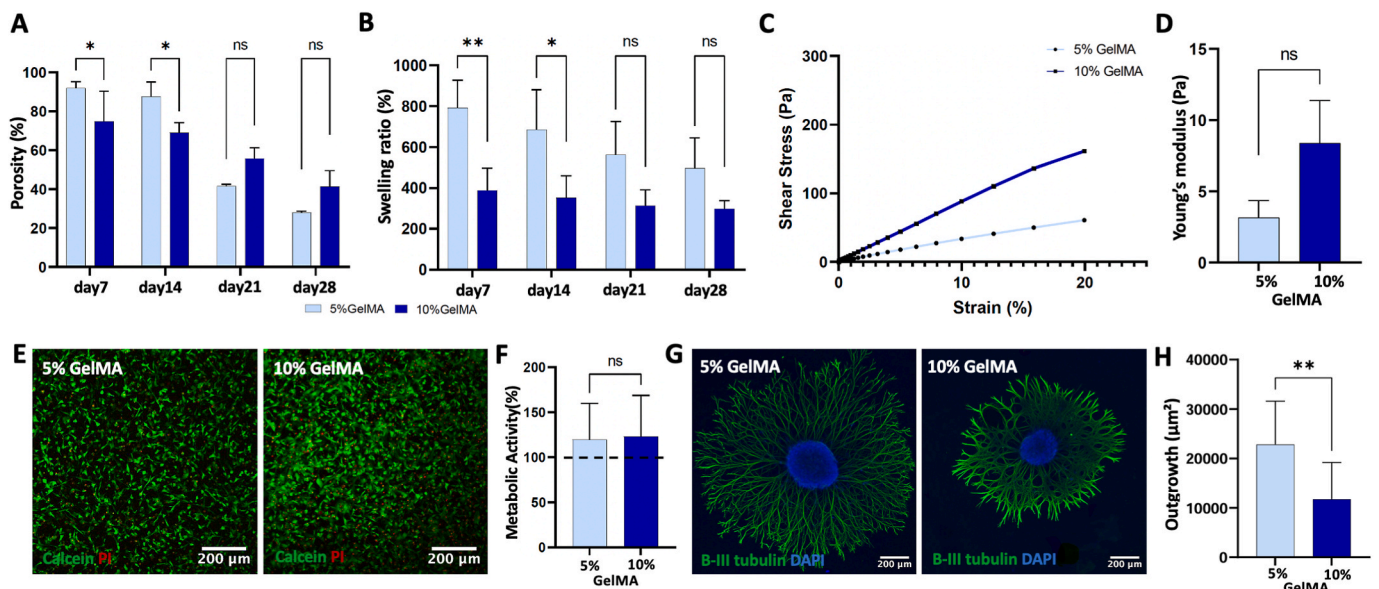 A
Porosity (%)
100
80
60
40
20
0
*
*
ns
ns
day7
day14
day21
day28
B
Swelling ratio (%)
1000
800
600
400
200
0
**
*
ns
ns
day7
day14
day21
day28
5%GelMA
10%GelMA
C
Shear Stress (Pa)
300
200
100
0
5% GelMA
10% GelMA
0
10
20
Strain (%)
D
Young's modulus (Pa)
15
10
5
0
ns
5%
10%
GelMA
E
5% GelMA
Calcein PI
200 μm
10% GelMA
Calcein PI
200 μm
F
Metabolic Activity(%)
200
150
100
50
0
ns
5%
10%
GelMA
G
5% GelMA
B-III tubulin DAPI
200 μm
10% GelMA
B-III tubulin DAPI
200 μm
H
Outgrowth (μm²)
40000
30000
20000
10000
0
**
5%
10%
GelMA